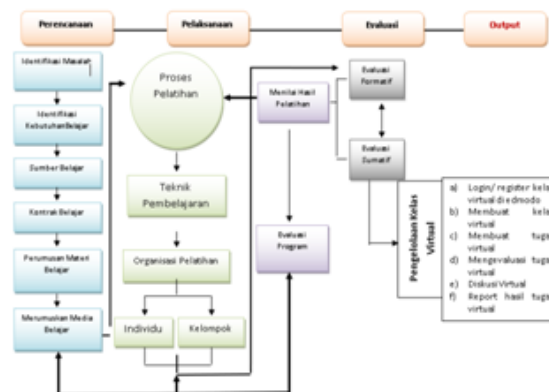 Perencanaan
Pelaksanaan
Evaluasi
Output
Identifikasi Masalah
Identifikasi
Kebutuhan Belajar
Sumber Belajar
Kontrak Belajar
Perumusan Materi
Belajar
Merumuskan Media
Belajar
Proses
Pelatihan
Teknik
Pembelajaran
Organisasi Pelatihan
Individu
Kelompok
Menilai Hasil
Pelatihan
Evaluasi
Program
Evaluasi
Formatif
Evaluasi
Sumatif
Pengelolaan Kelas
Virtual
a) Login/ register kelas
virtual di edmodo
b) Membuat kelas
virtual
c) Membuat tugas
virtual
d) Mengevaluasi tugas
virtual
e) Diskusi Virtual
f) Report hasil tugas
virtual